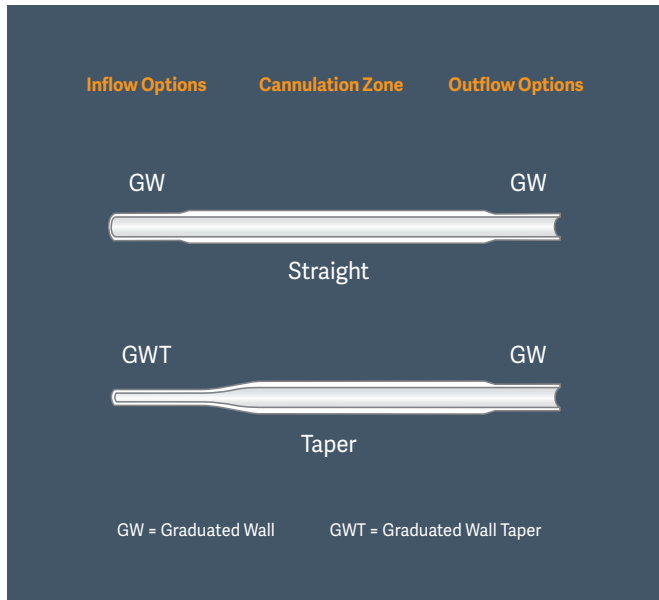 Inflow Options Cannulation Zone Outflow Options
GW GW
Straight
GWT GW
Taper
GW = Graduated Wall GWT = Graduated Wall Taper